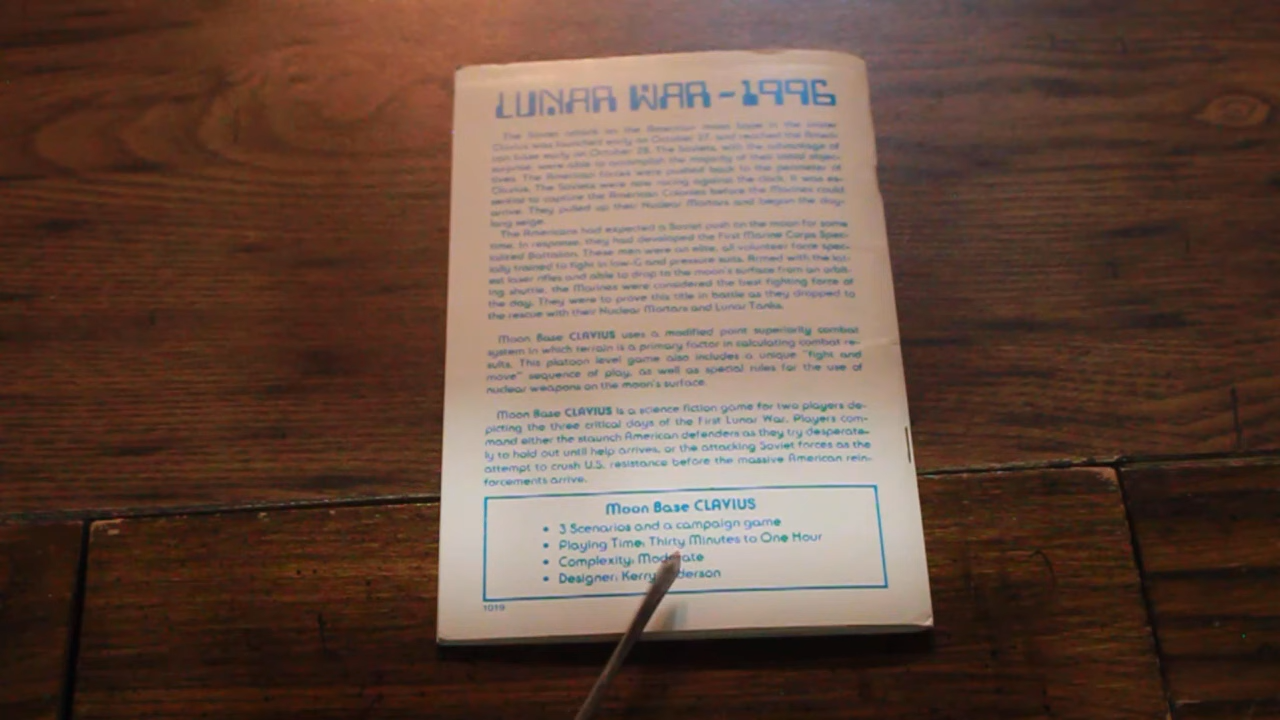 LUNAR WAR-1996
The Soviet attack on the American moon base in the crater
Clavius was launched early on October 27, and reached the Ameri-
can base early on October 28. The Soviets, with the advantage of
surprise, were able to accomplish the majority of their initial objec-
tives. The American forces were pushed back to the perimeter of
Clavius. The Soviets were now racing against the clock. It was es-
sential to capture the American Colonies before the Marines could
arrive. They pulled up their Nuclear Mortars and began the day-
long seige.
The Americans had expected a Soviet push on the moon for some
time. In response, they had developed the First Marine Corps Spec-
ialized Battalion. These men were an elite, all volunteer force spec-
ially trained to fight in low-G and pressure suits. Armed with the lat-
est laser rifles and able to drop to the moon's surface from an orbit-
ing shuttle, the Marines were considered the best fighting force of
the day. They were to prove this title in battle as they dropped to
the rescue with their Nuclear Mortars and Lunar Tanks.
Moon Base CLAVIUS uses a modified point superiority combat
system in which terrain is a primary factor in calculating combat re-
sults. This platoon level game also includes a unique "fight and
move" sequence of play, as well as special rules for the use of
nuclear weapons on the moon's surface.
Moon Base CLAVIUS is a science fiction game for two players de-
picting the three critical days of the First Lunar War. Players com-
mand either the staunch American defenders as they try desperate-
ly to hold out until help arrives, or the attacking Soviet forces as the
attempt to crush U.S. resistance before the massive American rein-
forcements arrive.
Moon Base CLAVIUS
• 3 Scenarios and a campaign game
• Playing Time: Thirty Minutes to One Hour
• Complexity: Moderate
• Designer: Kerry derson
1019